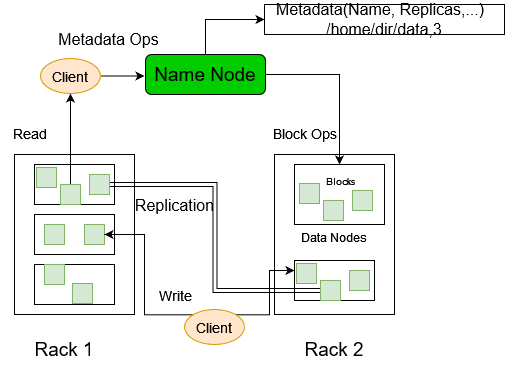 Metadata(Name, Replicas,...)
/home/dir/data,3
Metadata Ops
Client
Name Node
Read
Block Ops
Blocks
Replication
Data Nodes
Write
Client
Rack 1
Rack 2